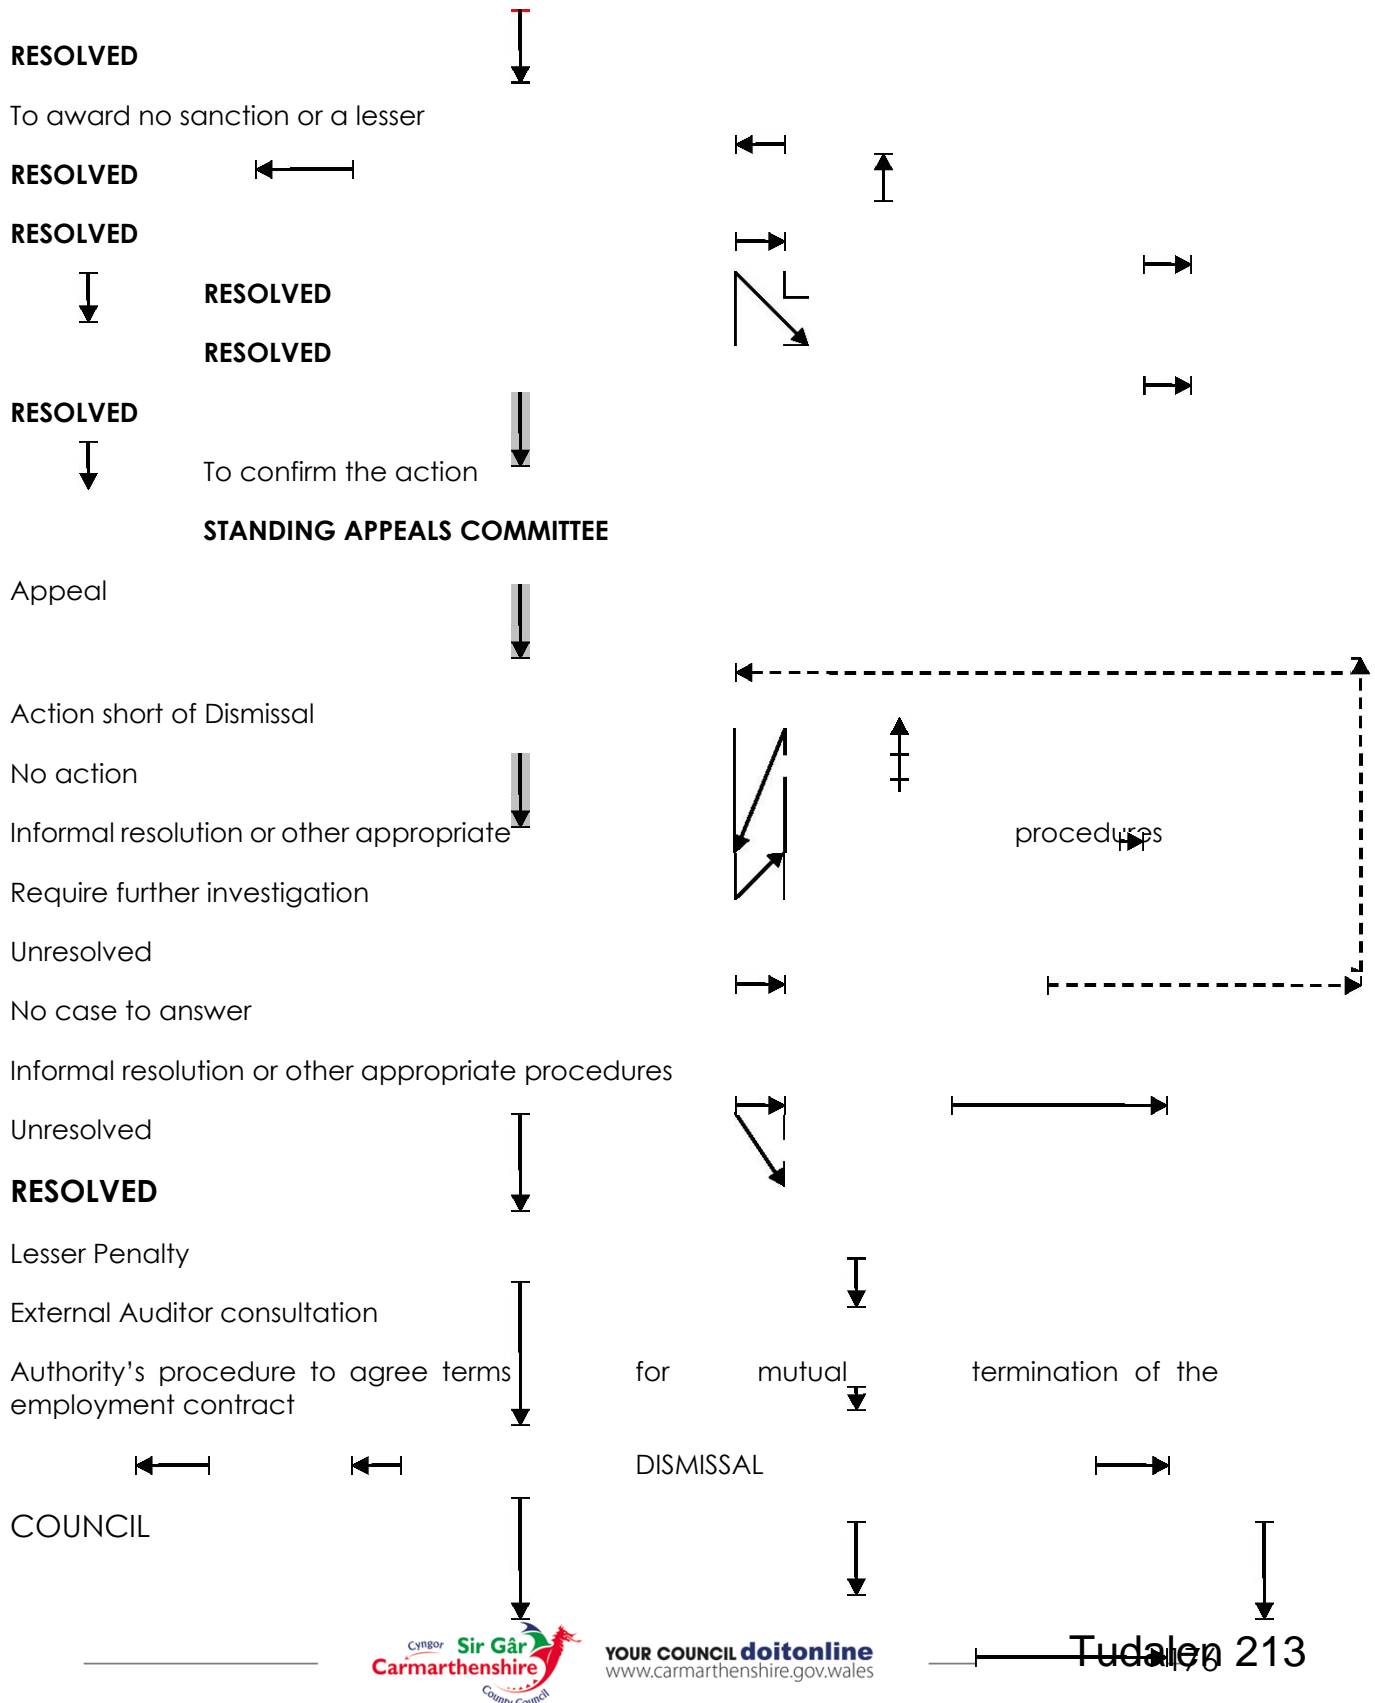 RESOLVED
To award no sanction or a lesser
RESOLVED
RESOLVED
RESOLVED
RESOLVED
RESOLVED
To confirm the action
STANDING APPEALS COMMITTEE
Appeal
Action short of Dismissal
No action
Informal resolution or other appropriate procedures
Require further investigation
Unresolved
No case to answer
Informal resolution or other appropriate procedures
Unresolved
RESOLVED
Lesser Penalty
External Auditor consultation
Authority's procedure to agree terms for mutual termination of the
employment contract
DISMISSAL
COUNCIL
Cyngor Sir Gâr
Carmarthenshire
County Council
YOUR COUNCIL doitonline
www.carmarthenshire.gov.wales
Tudalen 213
176